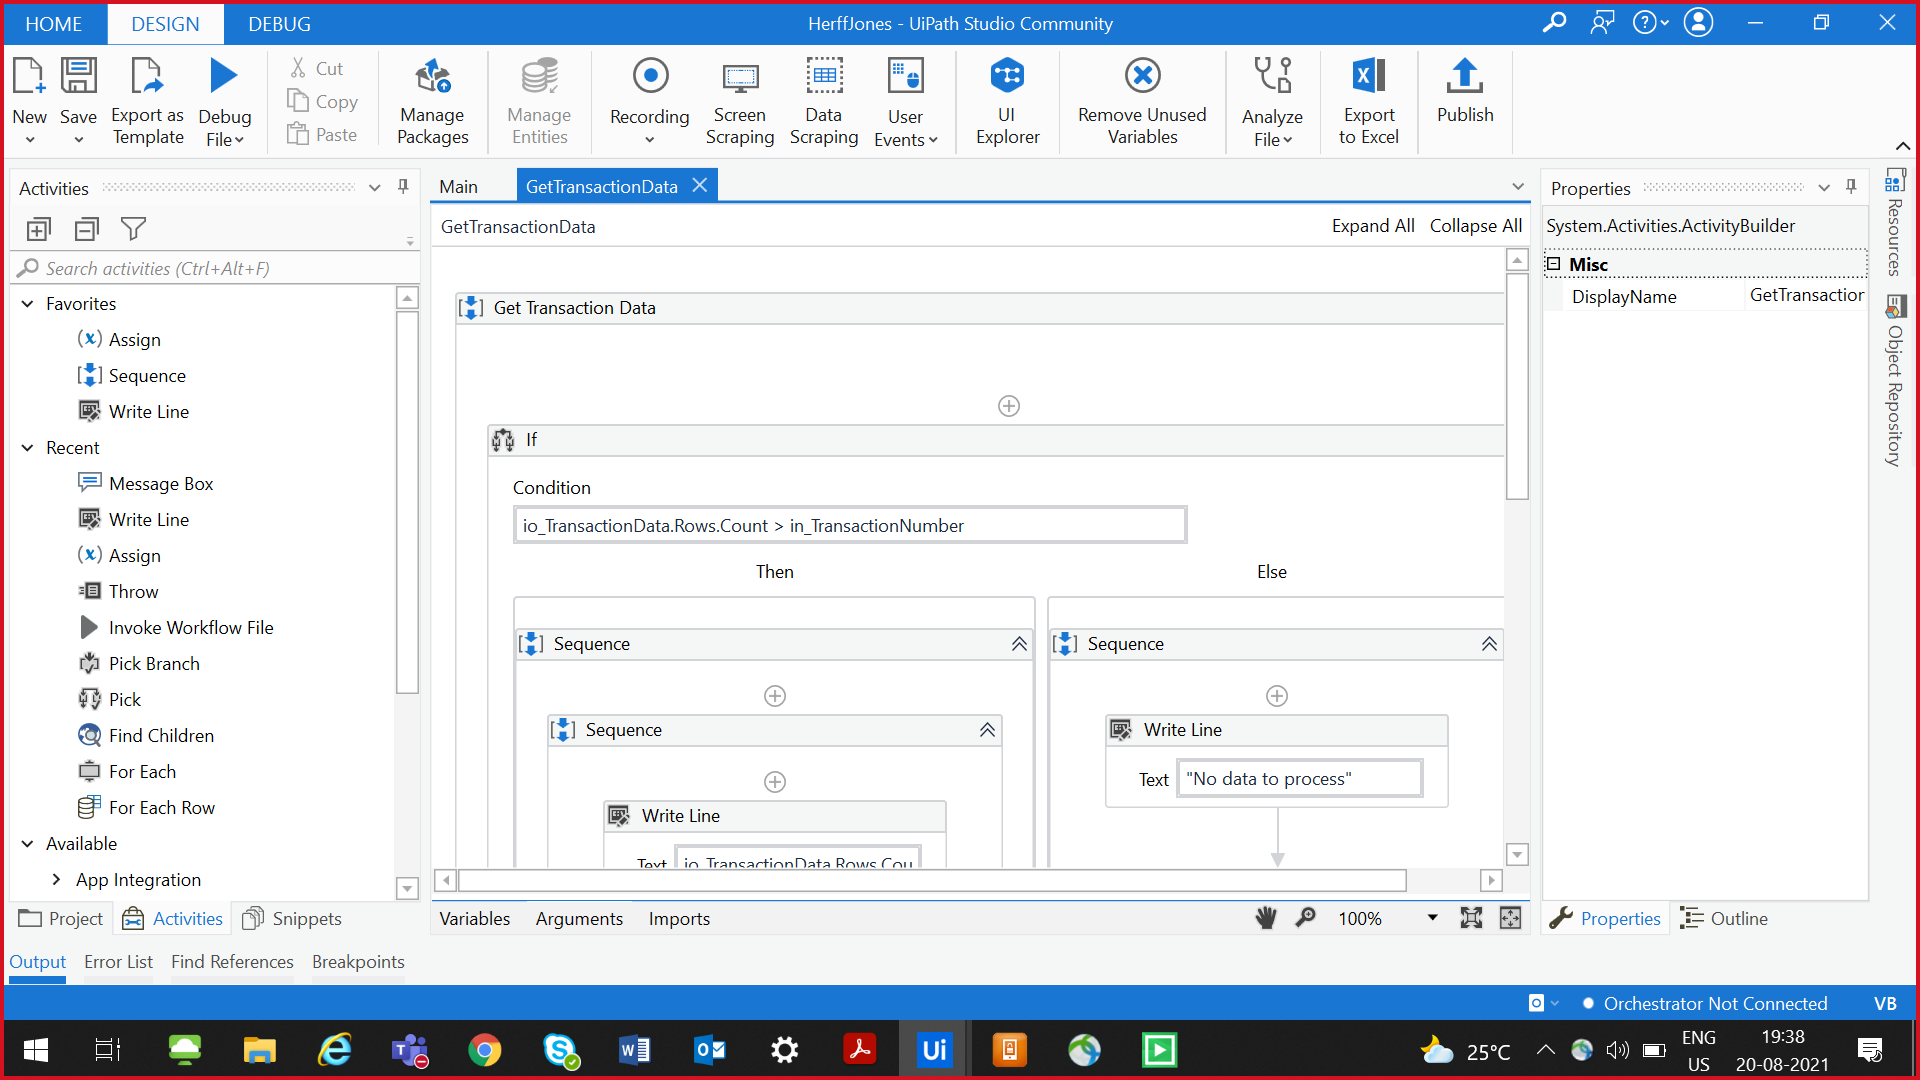 HOME
DESIGN
DEBUG
HerffJones - UiPath Studio Community
New
Save
Export as
Template
Debug
File
Cut
Copy
Paste
Manage
Packages
Manage
Entities
Recording
Screen
Scraping
Data
Scraping
User
Events
UI
Explorer
Remove Unused
Variables
Analyze
File
Export
to Excel
Publish
Activities
Search activities (Ctrl+Alt+F)
Favorites
Assign
Sequence
Write Line
Recent
Message Box
Write Line
Assign
Throw
Invoke Workflow File
Pick Branch
Pick
Find Children
For Each
For Each Row
Available
App Integration
Project
Activities
Snippets
Main
GetTransactionData
GetTransactionData
Expand All
Collapse All
Get Transaction Data
If
Condition
io_TransactionData.Rows.Count > in_TransactionNumber
Then
Else
Sequence
Sequence
Sequence
Write Line
Text
"No data to process"
Write Line
Text
io_TransactionData.Rows.Cou
Variables
Arguments
Imports
100%
Properties
System.Activities.ActivityBuilder
Misc
DisplayName
GetTransaction
Properties
Outline
Resources
Object Repository
Output
Error List
Find References
Breakpoints
Orchestrator Not Connected
VB
Ui
25°C
ENG
US
19:38
20-08-2021